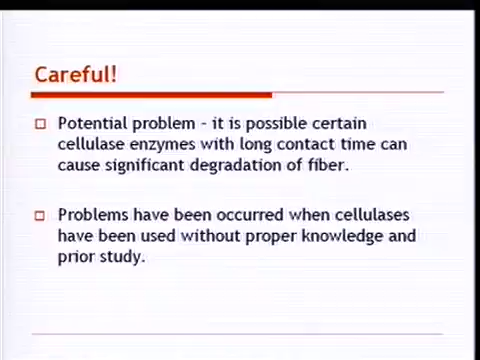 Careful!
Potential problem - it is possible certain
cellulase enzymes with long contact time can
cause significant degradation of fiber.
Problems have been occurred when cellulases
have been used without proper knowledge and
prior study.